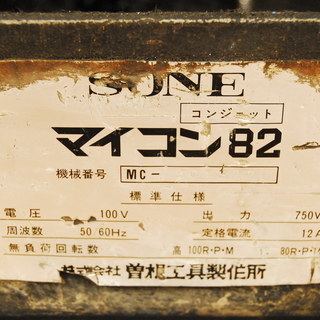 SONE
コンジット
マイコン82
機械番号 MC-
標準仕様
電圧 100V 出力 750W
周波数 50 60Hz 定格電流 12A
無負荷回転数 高 100R・P・M 80R・P・
株式会社 曽根工具製作所